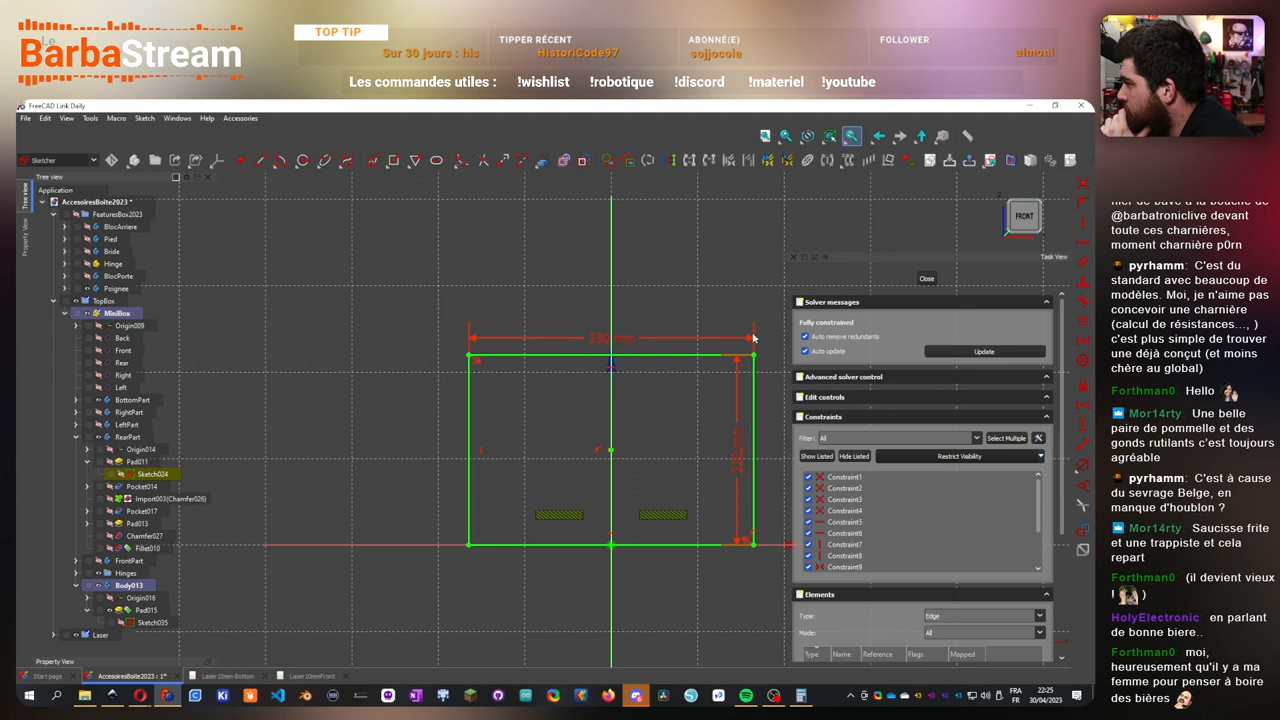 Le
BarbaStream
TOP TIP
Sur 30 jours : his
TIPPER RÉCENT
HistoriCode97
ABONNÉ(E)
sojjocola
FOLLOWER
aimoni
Les commandes utiles : !wishlist !robotique !discord !materiel !youtube
FreeCAD Link Daily
File Edit View Tools Macro Sketch Windows Help Accessories
Sketcher
Tree view
Application
AccesoiresBoite2023 *
FeaturesBox2023
BlocArriere
Pied
Bride
Hinge
BlocPorte
Poignee
TopBox
MiniBox
Origin009
Back
Front
Rear
Right
Left
BottomPart
RightPart
LeftPart
RearPart
Origin014
Pad011
Sketch024
Pocket014
Import003(Chamfer026)
Pocket017
Pad013
Chamfer027
Fillet010
FrontPart
Hinges
Body013
Origin016
Pad015
Sketch035
Laser
Property View
Tree view
Property View
330 mm
FRONT
Task View
Close
Solver messages
Fully constrained
Auto remove redundants
Auto update
Update
Advanced solver control
Edit controls
Constraints
Filter: All
Select Multiple
Show Listed
Hide Listed
Restrict Visibility
Constraint1
Constraint2
Constraint3
Constraint4
Constraint5
Constraint6
Constraint7
Constraint8
Constraint9
Elements
Type: Edge
Mode: All
Type Name Reference Flags Mapped
Start page
AccesoiresBoite2023 : 1*
Laser10mm-Bottom
Laser10mmFront
FRA
FR
22:25
30/04/2023
@barbatroniclive devant
toute ces charnières,
moment charnière p0rn
pyrhamm: C'est du
standard avec beaucoup de
modèles. Moi, je n'aime pas
concevoir une charnière
(calcul de résistances..., )
c'est plus simple de trouver
une déjà conçut (et moins
chère au global)
Forthman0: Hello
Mor14rty: Une belle
paire de pommelle et des
gonds rutilants c'est toujours
agréable
pyrhamm: C'est à cause
du sevrage Belge, en
manque d'houblon ?
Mor14rty: Saucisse frite
et une trappiste et cela
repart
Forthman0: (il devient vieux
! )
HolyElectronic: en parlant
de bonne biere..
Forthman0: moi,
heureusement qu'il y a ma
femme pour penser à boire
des bières